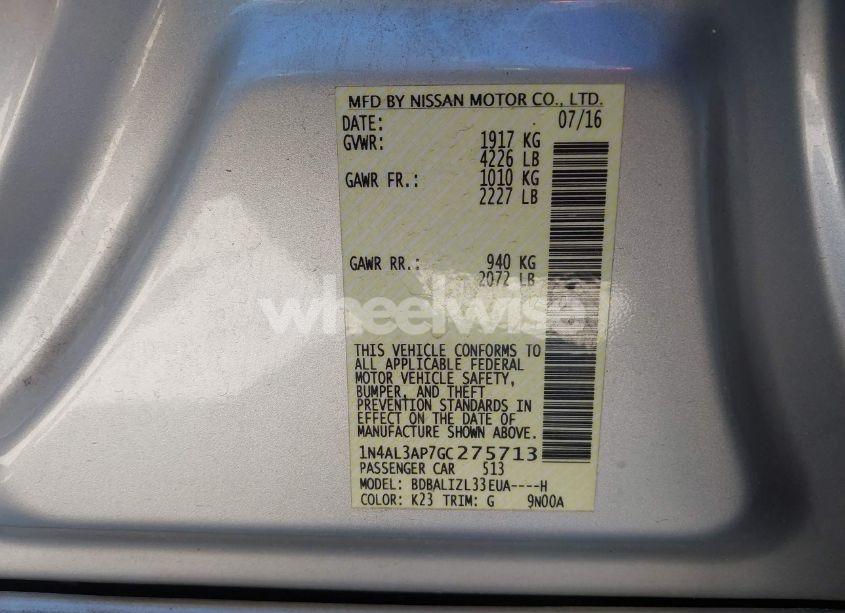 MFD BY NISSAN MOTOR CO., LTD.
DATE: 07/16
GVWR: 1917 KG
4226 LB
GAWR FR.: 1010 KG
2227 LB
GAWR RR.: 940 KG
2072 LB
wheelwise
THIS VEHICLE CONFORMS TO
ALL APPLICABLE FEDERAL
MOTOR VEHICLE SAFETY,
BUMPER, AND THEFT
PREVENTION STANDARDS IN
EFFECT ON THE DATE OF
MANUFACTURE SHOWN ABOVE.
1N4AL3AP7GC275713
PASSENGER CAR 513
MODEL: BDBALIZL33EUA----H
COLOR: K23 TRIM: G 9N00A